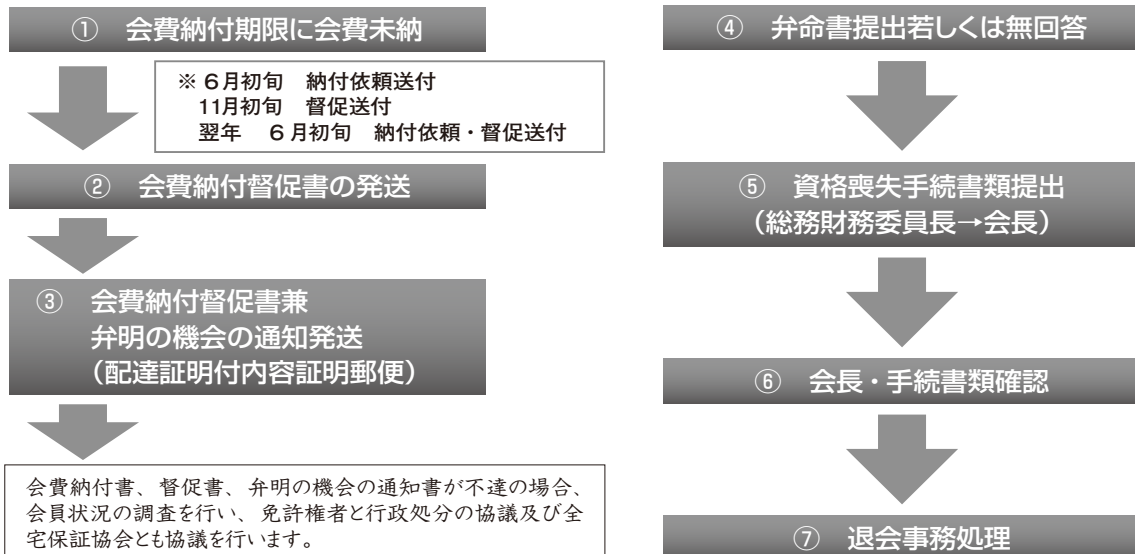 ① 会費納付期限に会費未納
※ 6月初旬 納付依頼送付
11月初旬 督促送付
翌年 6月初旬 納付依頼・督促送付
② 会費納付督促書の発送
③ 会費納付督促書兼
弁明の機会の通知発送
（配達証明付内容証明郵便）
会費納付書、督促書、弁明の機会の通知書が不達の場合、
会員状況の調査を行い、免許権者と行政処分の協議及び全
宅保証協会とも協議を行います。
④ 弁命書提出若しくは無回答
⑤ 資格喪失手続書類提出
（総務財務委員長→会長）
⑥ 会長・手続書類確認
⑦ 退会事務処理